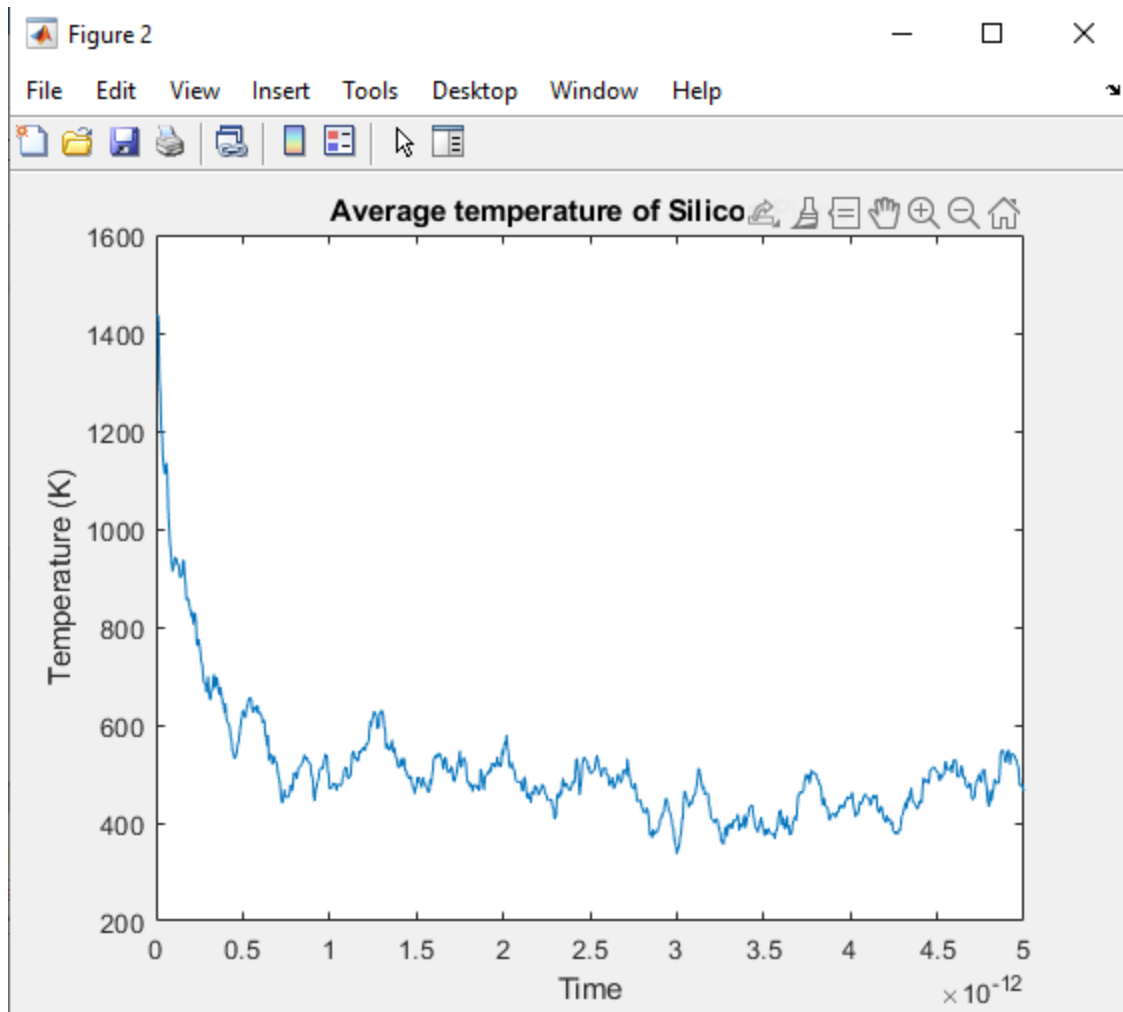 Figure 2
File Edit View Insert Tools Desktop Window Help
Average temperature of Silico
1600
1400
1200
1000
800
600
400
200
Temperature (K)
0 0.5 1 1.5 2 2.5 3 3.5 4 4.5 5
Time
× 10⁻¹²